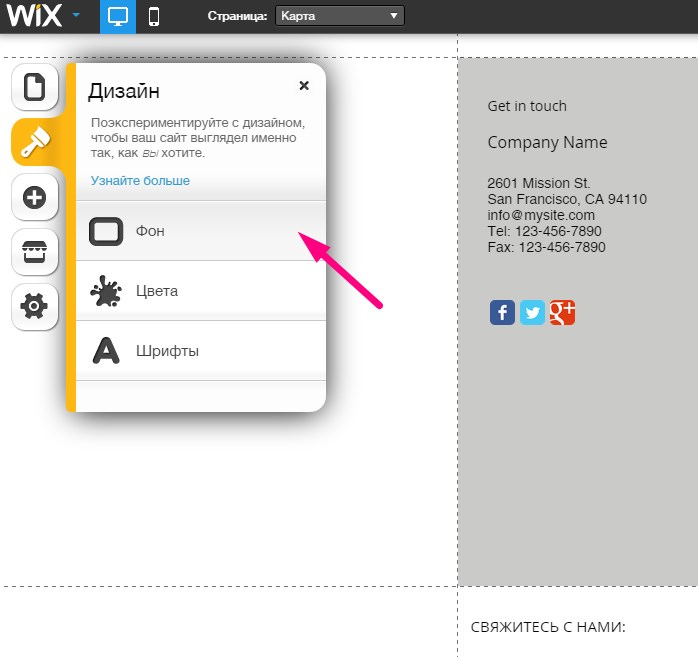 WiX
Страница: Карта
Дизайн
Поэкспериментируйте с дизайном,
чтобы ваш сайт выглядел именно
так, как вы хотите.
Узнайте больше
Фон
Цвета
Шрифты
Get in touch
Company Name
2601 Mission St.
San Francisco, CA 94110
info@mysite.com
Tel: 123-456-7890
Fax: 123-456-7890
f g+
СВЯЖИТЕСЬ С НАМИ: